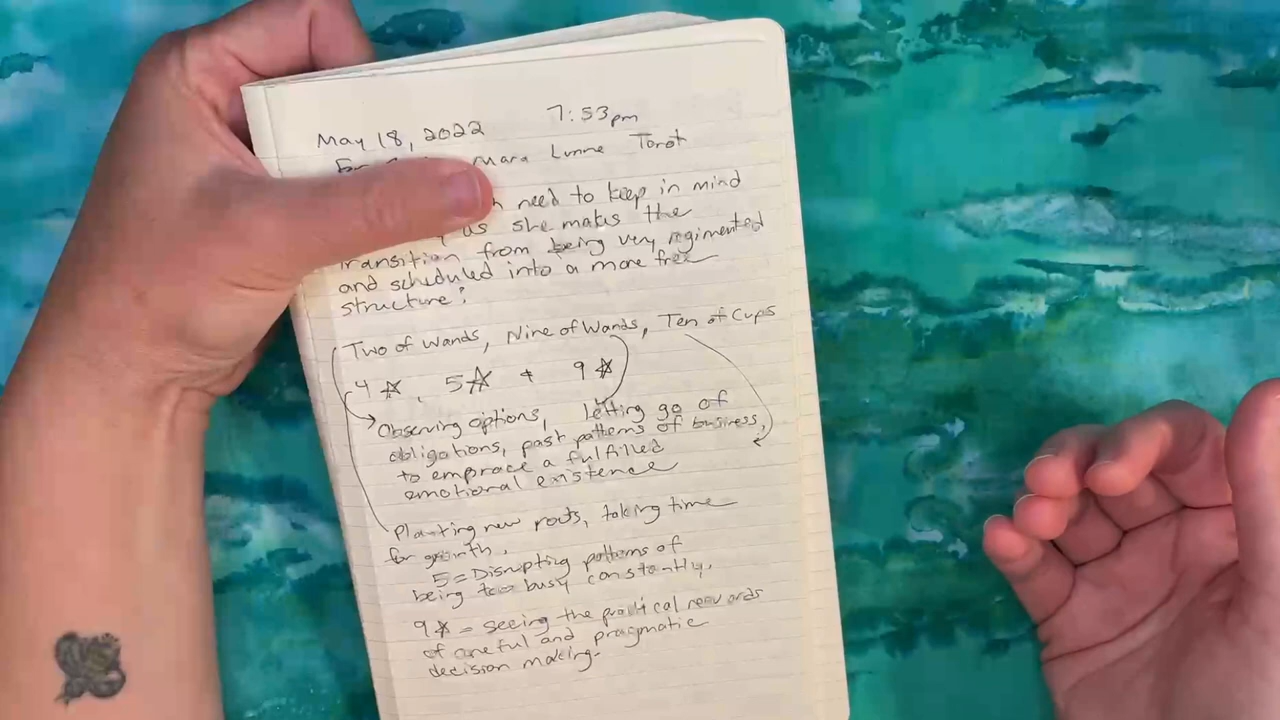 May 18, 2022 7:53pm
Mara Lynne Tarot
need to keep in mind
as she makes the
transition from being very regimented
and scheduled into a more free
structure?
Two of Wands, Nine of Wands, Ten of Cups
4☆, 5☆ + 9☆
Observing options, letting go of
obligations, past patterns of business,
to embrace a fulfilled
emotional existence
Planting new roots, taking time
for growth.
5 = Disrupting patterns of
being too busy constantly.
9☆ = seeing the practical rewards
of careful and pragmatic
decision making.